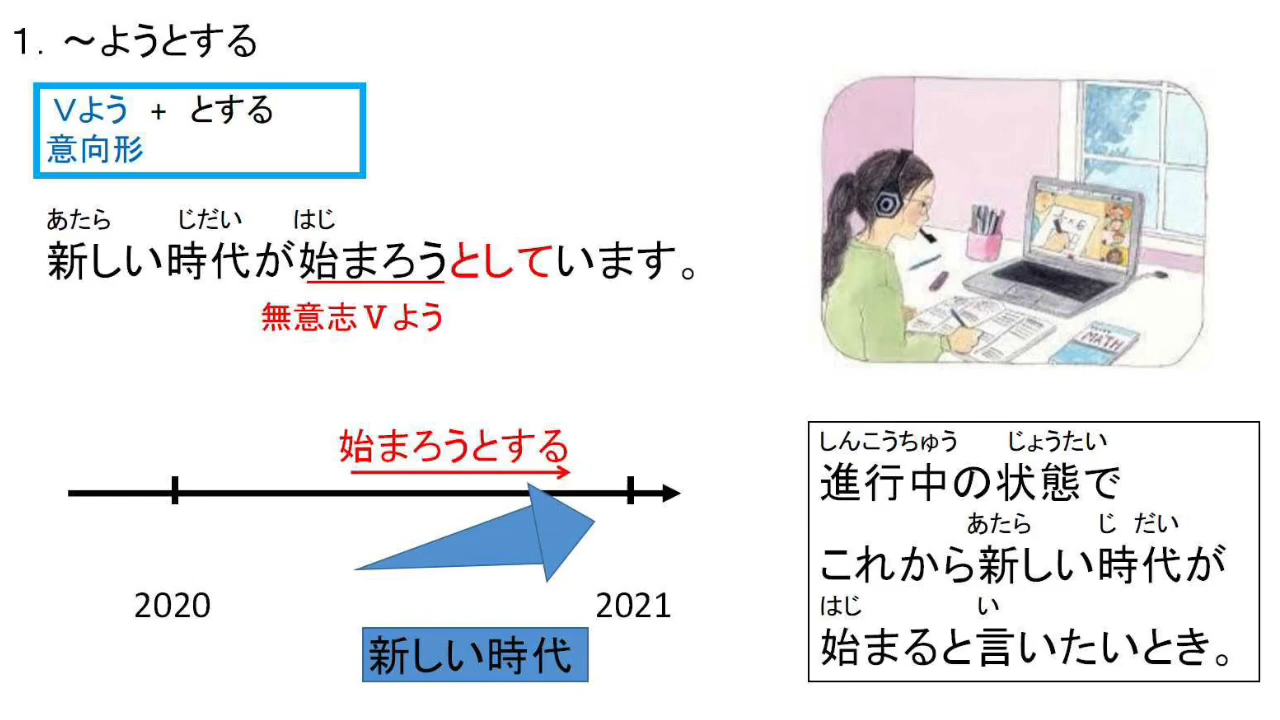 1. ～ようとする
Vよう + とする
意向形
あたら じだい はじ
新しい時代が始まろうとしています。
無意志Vよう
始まろうとする
2020 2021
新しい時代
MATH
しんこうちゅう じょうたい
進行中の状態で
あたら じ だい
これから新しい時代が
はじ い
始まると言いたいとき。